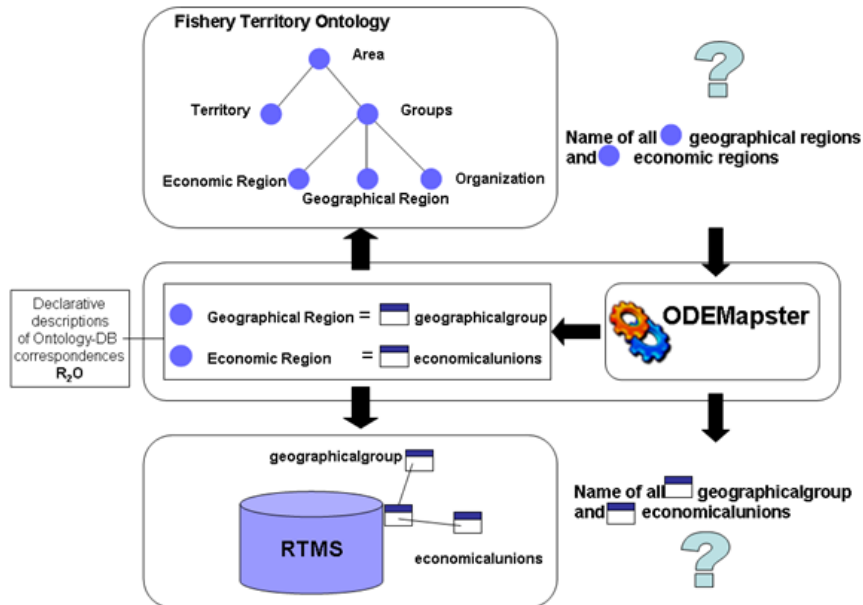 Fishery Territory Ontology
Area
Territory
Groups
Economic Region
Geographical Region
Organization
Name of all geographical regions
and economic regions
Declarative
descriptions
of Ontology-DB
correspondences
R₂O
Geographical Region = geographicalgroup
Economic Region = economicalunions
ODEMapster
geographicalgroup
RTMS
economicalunions
Name of all geographicalgroup
and economicalunions